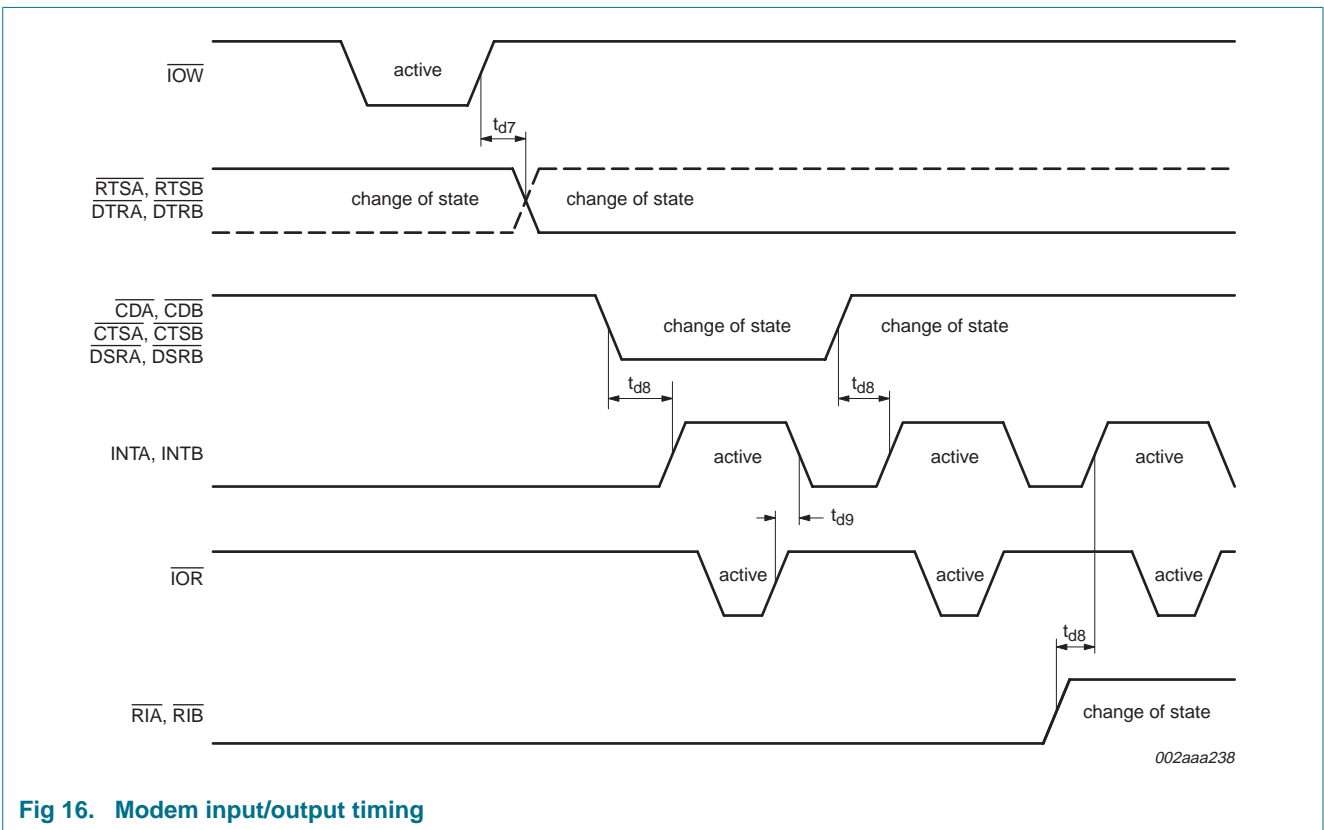 IOW
active
td7
RTSA, RTSB
DTRA, DTRB
change of state
change of state
CDA, CDB
CTSA, CTSB
DSRA, DSRB
change of state
change of state
td8
td8
INTA, INTB
active
active
active
td9
IOR
active
active
active
td8
RIA, RIB
change of state
002aaa238
Fig 16. Modem input/output timing